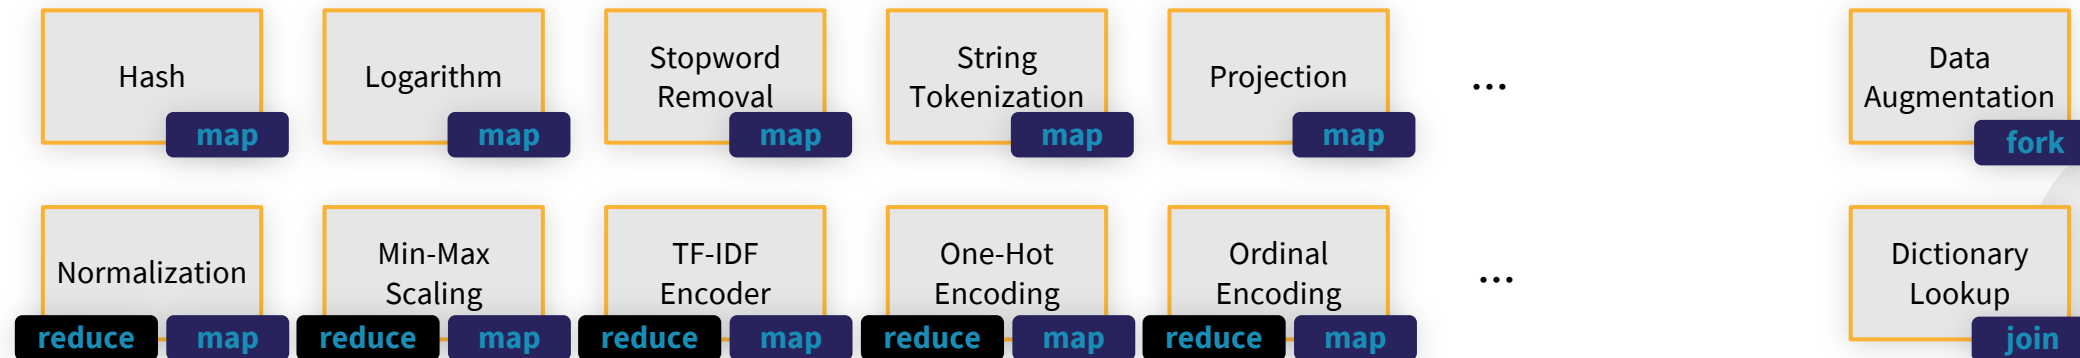 Hash
map
Logarithm
map
Stopword
Removal
map
String
Tokenization
map
Projection
map
...
Data
Augmentation
fork
Normalization
reduce
map
Min-Max
Scaling
reduce
map
TF-IDF
Encoder
reduce
map
One-Hot
Encoding
reduce
map
Ordinal
Encoding
reduce
map
...
Dictionary
Lookup
join